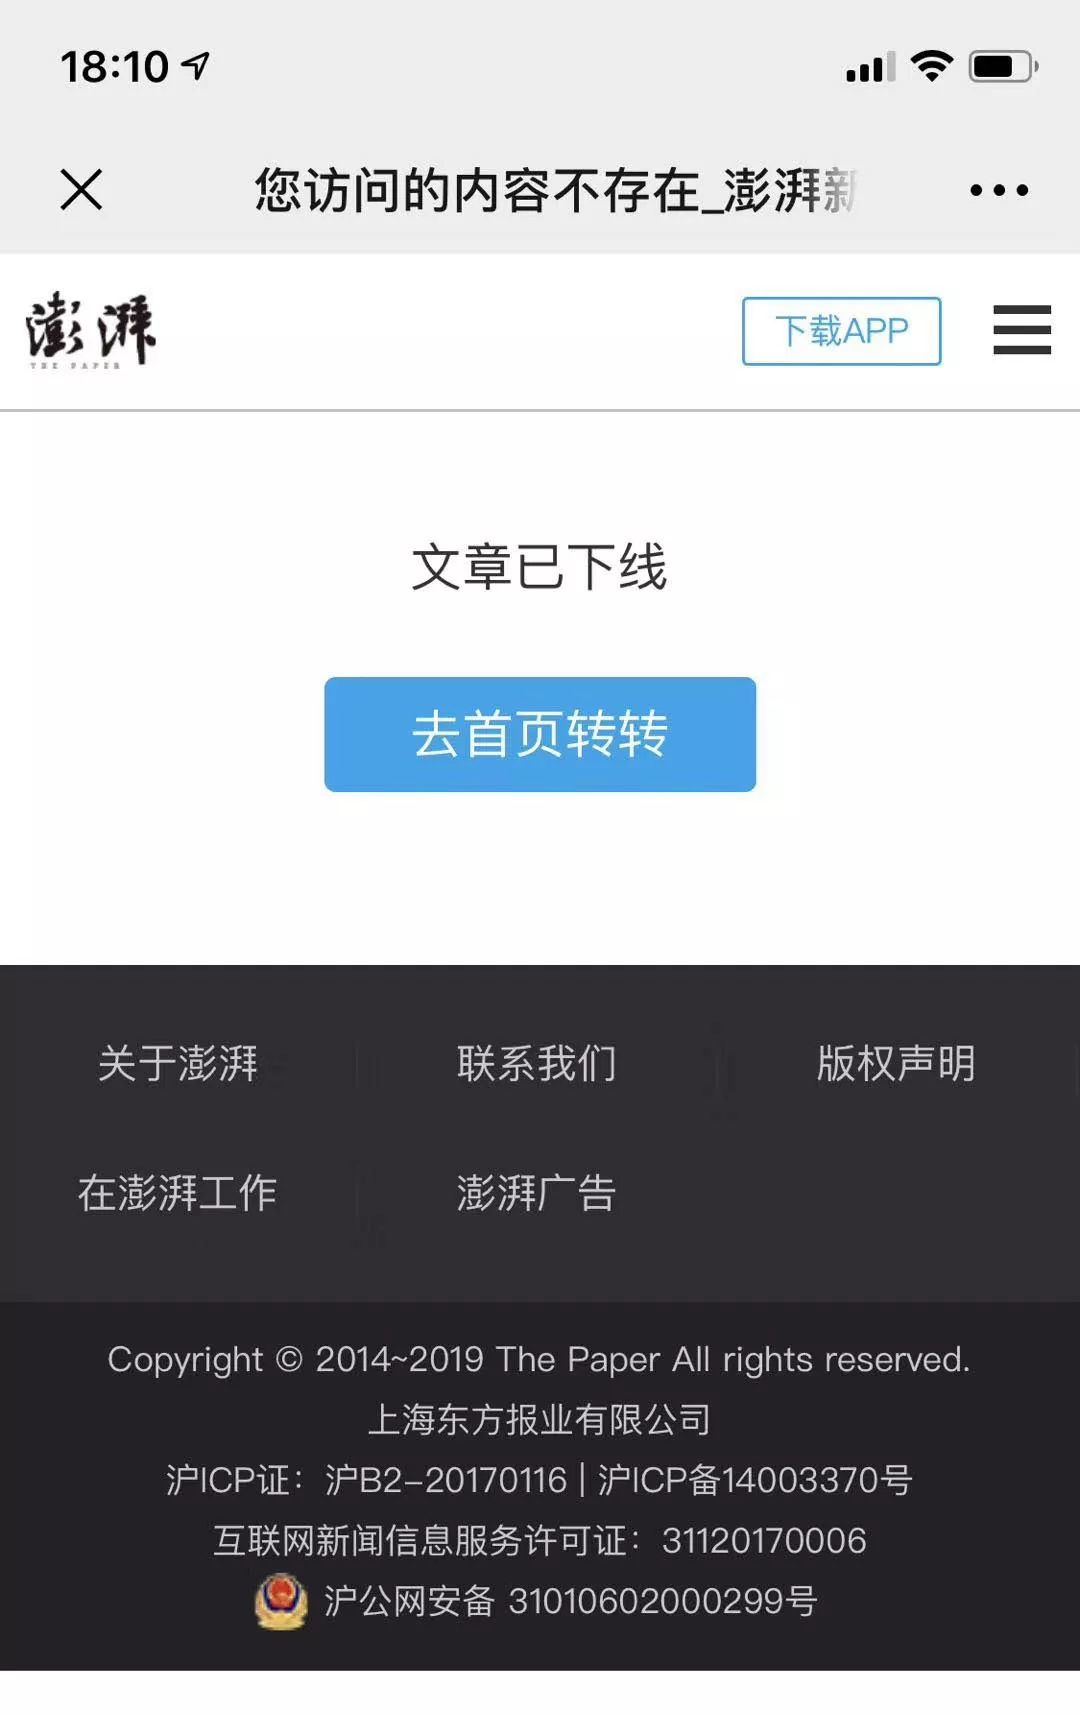 18:10
您访问的内容不存在_澎湃新
澎湃
THE PAPER
下载APP
文章已下线
去首页转转
关于澎湃
联系我们
版权声明
在澎湃工作
澎湃广告
Copyright © 2014~2019 The Paper All rights reserved.
上海东方报业有限公司
沪ICP证：沪B2-20170116 | 沪ICP备14003370号
互联网新闻信息服务许可证：31120170006
沪公网安备 31010602000299号